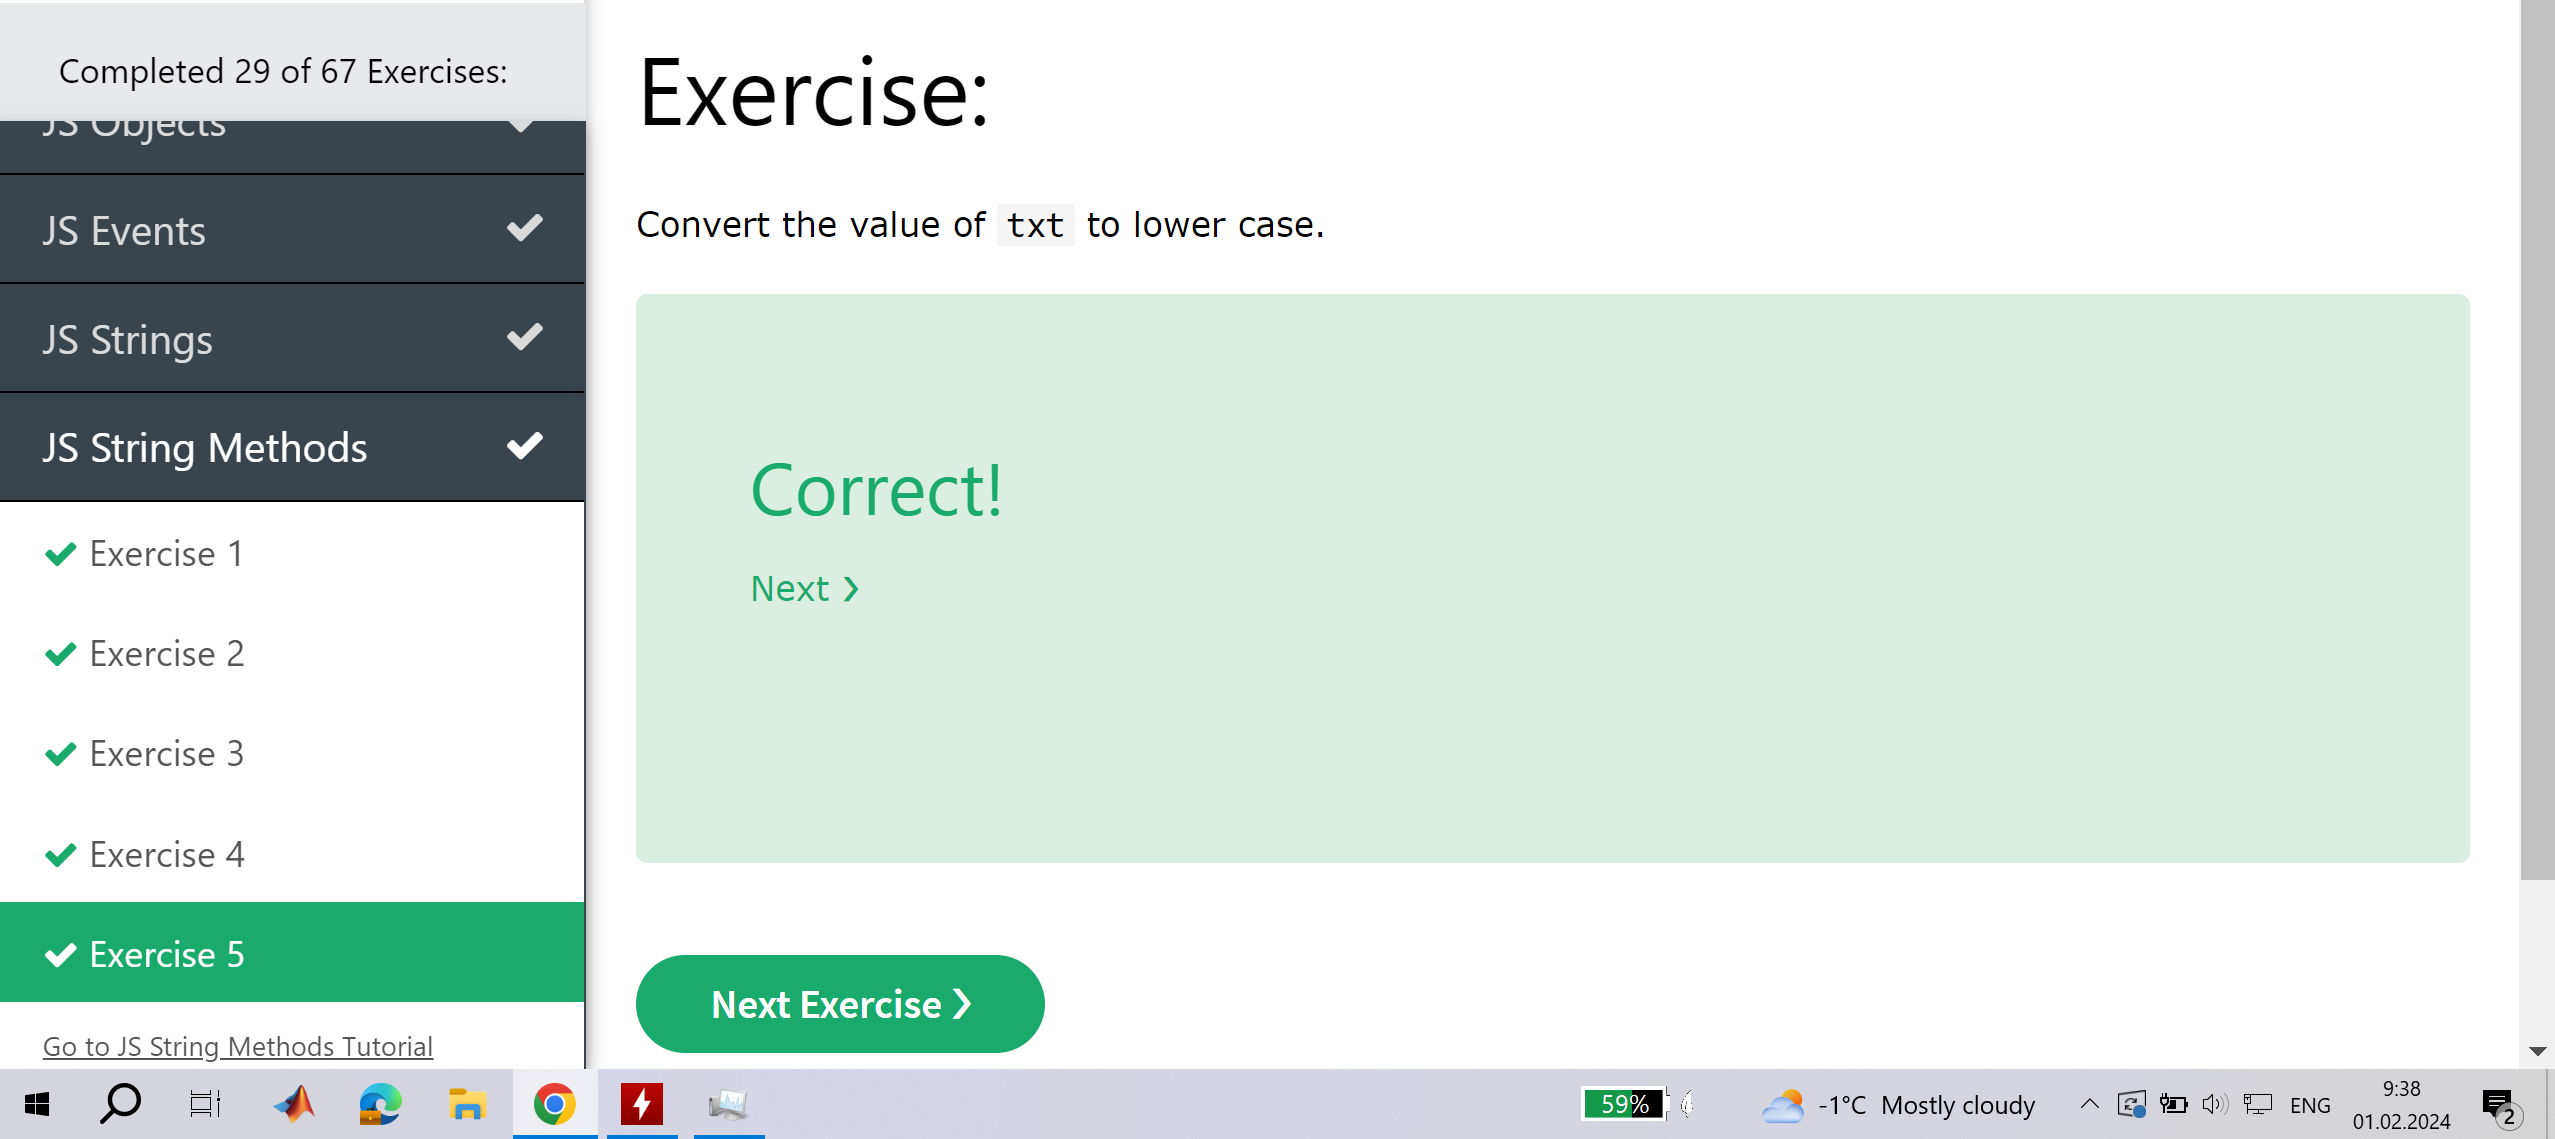 Completed 29 of 67 Exercises:
JS Objects
JS Events
JS Strings
JS String Methods
Exercise 1
Exercise 2
Exercise 3
Exercise 4
Exercise 5
Go to JS String Methods Tutorial
Exercise:
Convert the value of txt to lower case.
Correct!
Next ❯
Next Exercise ❯
59%
-1°C Mostly cloudy
ENG
9:38
01.02.2024
2